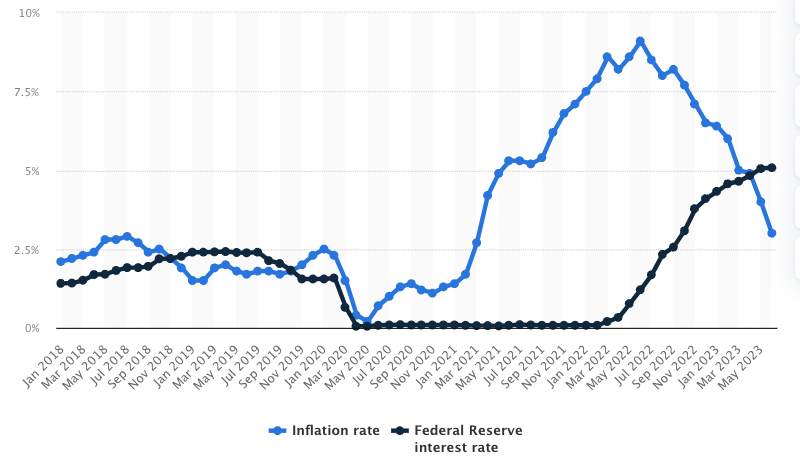 10%
7.5%
5%
2.5%
0%
Jan 2018
Mar 2018
May 2018
Jul 2018
Sep 2018
Nov 2018
Jan 2019
Mar 2019
May 2019
Jul 2019
Sep 2019
Nov 2019
Jan 2020
Mar 2020
May 2020
Jul 2020
Sep 2020
Nov 2020
Jan 2021
Mar 2021
May 2021
Jul 2021
Sep 2021
Nov 2021
Jan 2022
Mar 2022
May 2022
Jul 2022
Sep 2022
Nov 2022
Jan 2023
Mar 2023
May 2023
Inflation rate
Federal Reserve
interest rate